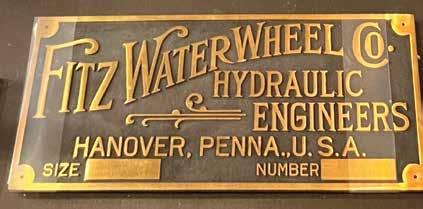 FITZ WATER WHEEL CO.
HYDRAULIC
ENGINEERS
HANOVER, PENNA., U.S.A.
SIZE NUMBER